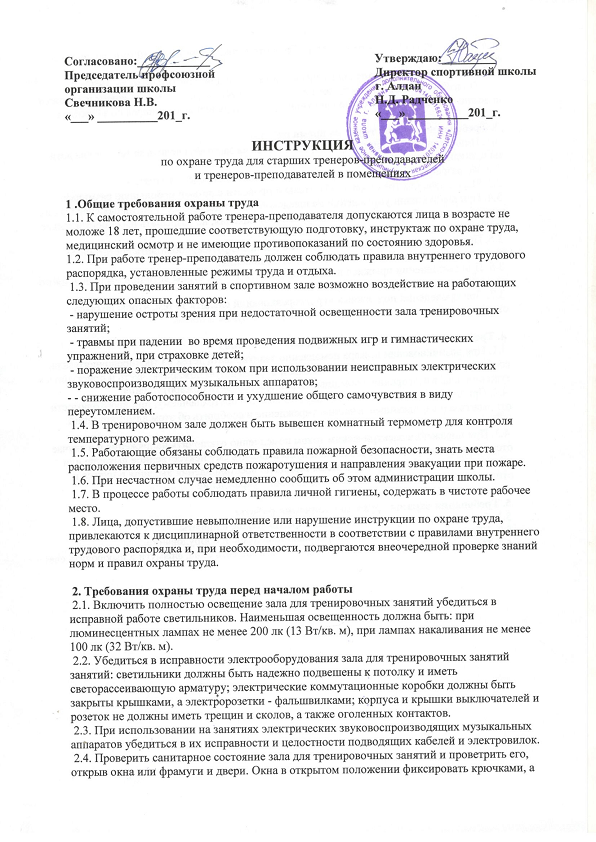 Согласовано:
Председатель профсоюзной
организации школы
Свечникова Н.В.
«___» __________201_г.
Утверждаю:
Директор спортивной школы
г. Алдан
Н.Д. Радченко
«___» __________201_г.
ИНСТРУКЦИЯ
по охране труда для старших тренеров-преподавателей
и тренеров-преподавателей в помещениях
1 .Общие требования охраны труда
1.1. К самостоятельной работе тренера-преподавателя допускаются лица в возрасте не
моложе 18 лет, прошедшие соответствующую подготовку, инструктаж по охране труда,
медицинский осмотр и не имеющие противопоказаний по состоянию здоровья.
1.2. При работе тренер-преподаватель должен соблюдать правила внутреннего трудового
распорядка, установленные режимы труда и отдыха.
1.3. При проведении занятий в спортивном зале возможно воздействие на работающих
следующих опасных факторов:
- нарушение остроты зрения при недостаточной освещенности зала тренировочных
занятий;
- травмы при падении во время проведения подвижных игр и гимнастических
упражнений, при страховке детей;
- поражение электрическим током при использовании неисправных электрических
звуковоспроизводящих музыкальных аппаратов;
- - снижение работоспособности и ухудшение общего самочувствия в виду
переутомлением.
1.4. В тренировочном зале должен быть вывешен комнатный термометр для контроля
температурного режима.
1.5. Работающие обязаны соблюдать правила пожарной безопасности, знать места
расположения первичных средств пожаротушения и направления эвакуации при пожаре.
1.6. При несчастном случае немедленно сообщить об этом администрации школы.
1.7. В процессе работы соблюдать правила личной гигиены, содержать в чистоте рабочее
место.
1.8. Лица, допустившие невыполнение или нарушение инструкции по охране труда,
привлекаются к дисциплинарной ответственности в соответствии с правилами внутреннего
трудового распорядка и, при необходимости, подвергаются внеочередной проверке знаний
норм и правил охраны труда.
2. Требования охраны труда перед началом работы
2.1. Включить полностью освещение зала для тренировочных занятий убедиться в
исправной работе светильников. Наименьшая освещенность должна быть: при
люминесцентных лампах не менее 200 лк (13 Вт/кв. м), при лампах накаливания не менее
100 лк (32 Вт/кв. м).
2.2. Убедиться в исправности электрооборудования зала для тренировочных занятий
занятий: светильники должны быть надежно подвешены к потолку и иметь
светорассеивающую арматуру; электрические коммутационные коробки должны быть
закрыты крышками, а электророзетки - фальшвилками; корпуса и крышки выключателей и
розеток не должны иметь трещин и сколов, а также оголенных контактов.
2.3. При использовании на занятиях электрических звуковоспроизводящих музыкальных
аппаратов убедиться в их исправности и целостности подводящих кабелей и электровилок.
2.4. Проверить санитарное состояние зала для тренировочных занятий и проветрить его,
открыв окна или фрамуги и двери. Окна в открытом положении фиксировать крючками, а